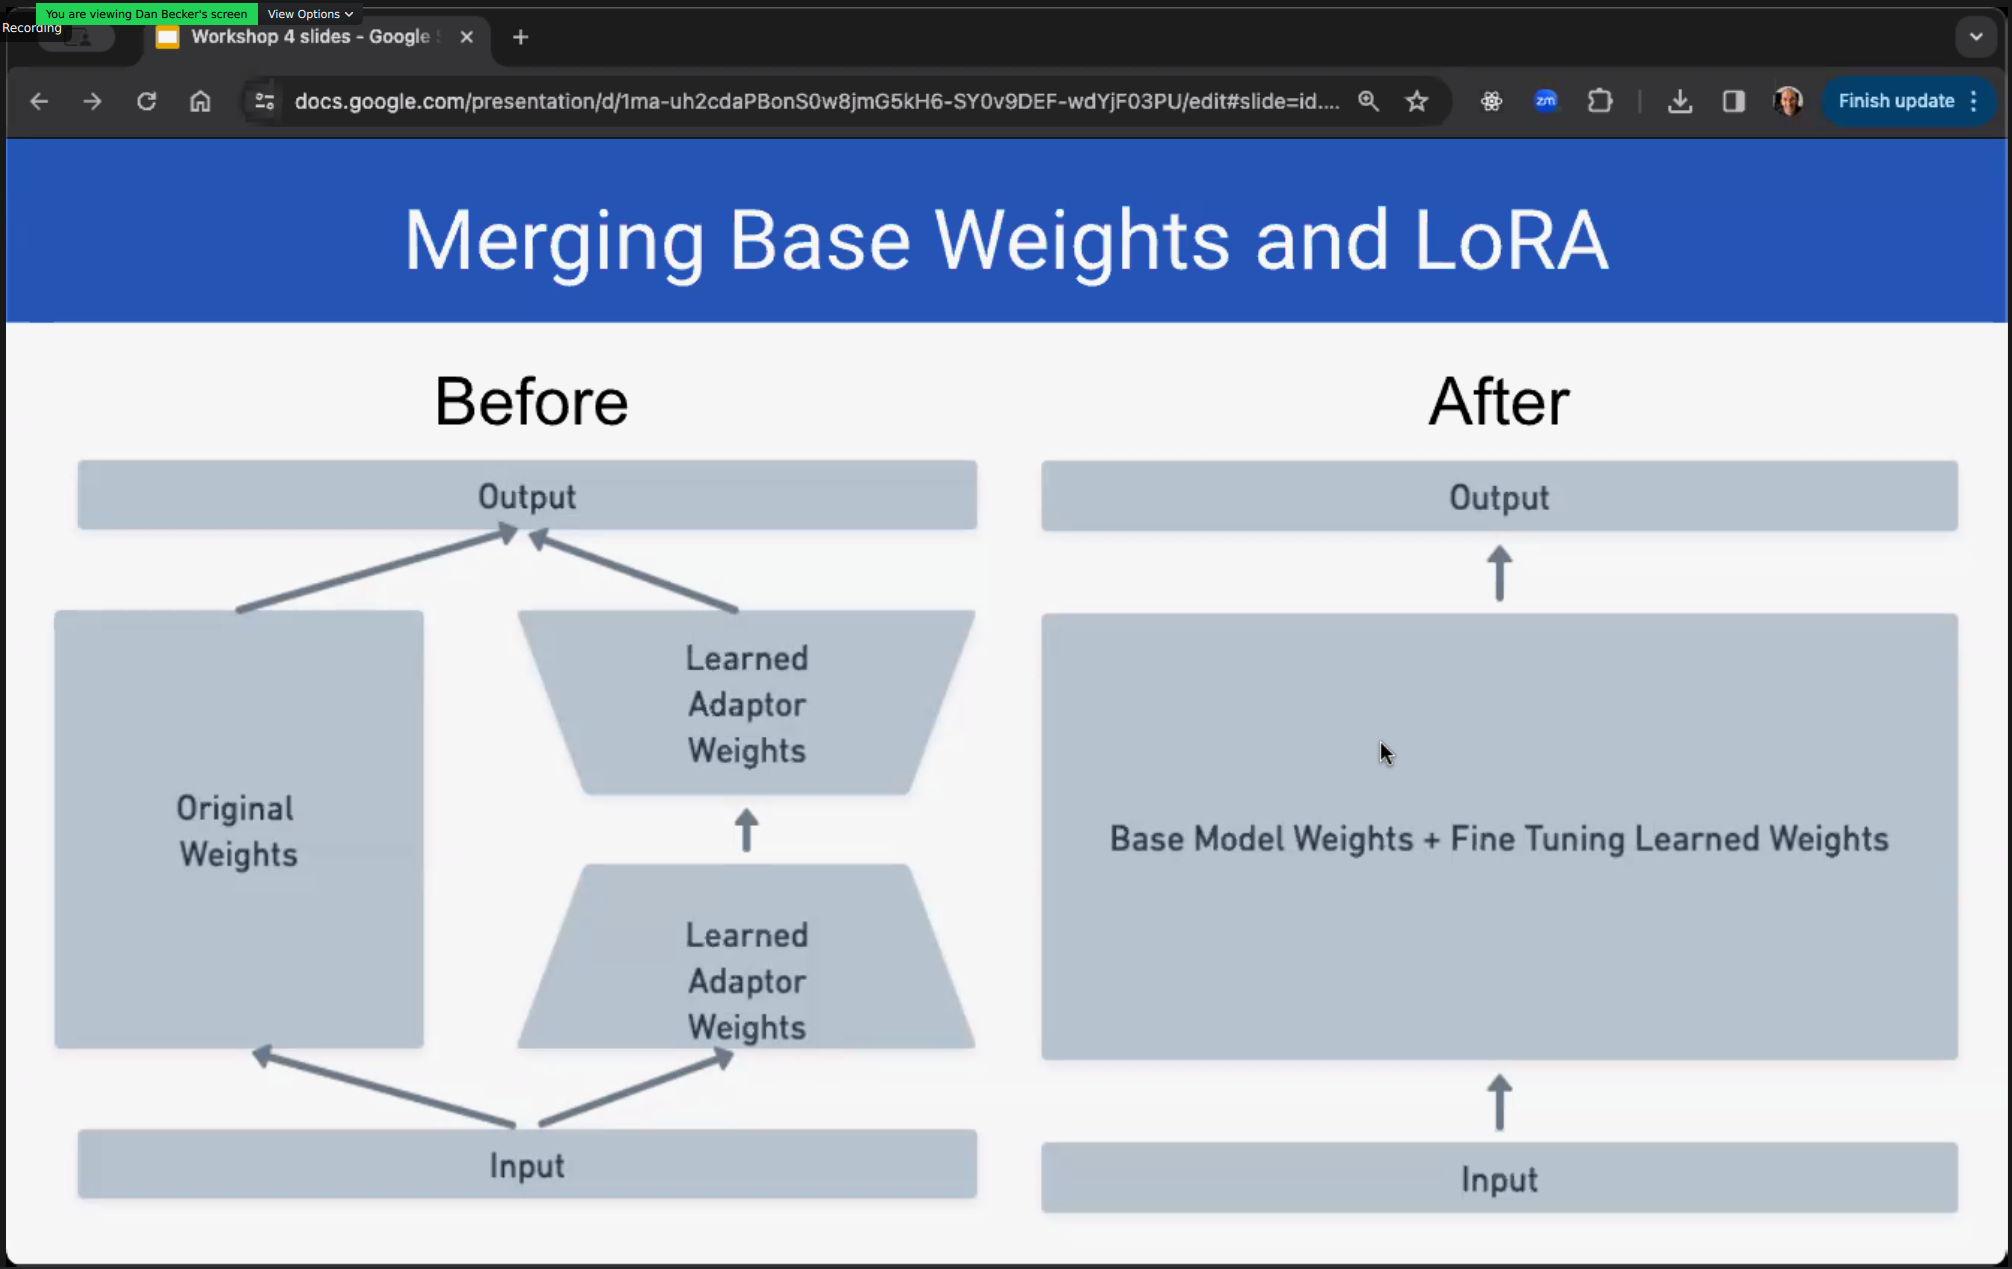 You are viewing Dan Becker's screen
View Options
Recording
Workshop 4 slides - Google
docs.google.com/presentation/d/1ma-uh2cdaPBonS0w8jmG5kH6-SY0v9DEF-wdYjF03PU/edit#slide=id....
zm
Finish update
Merging Base Weights and LoRA
Before
Output
Original
Weights
Learned
Adaptor
Weights
Learned
Adaptor
Weights
Input
After
Output
Base Model Weights + Fine Tuning Learned Weights
Input